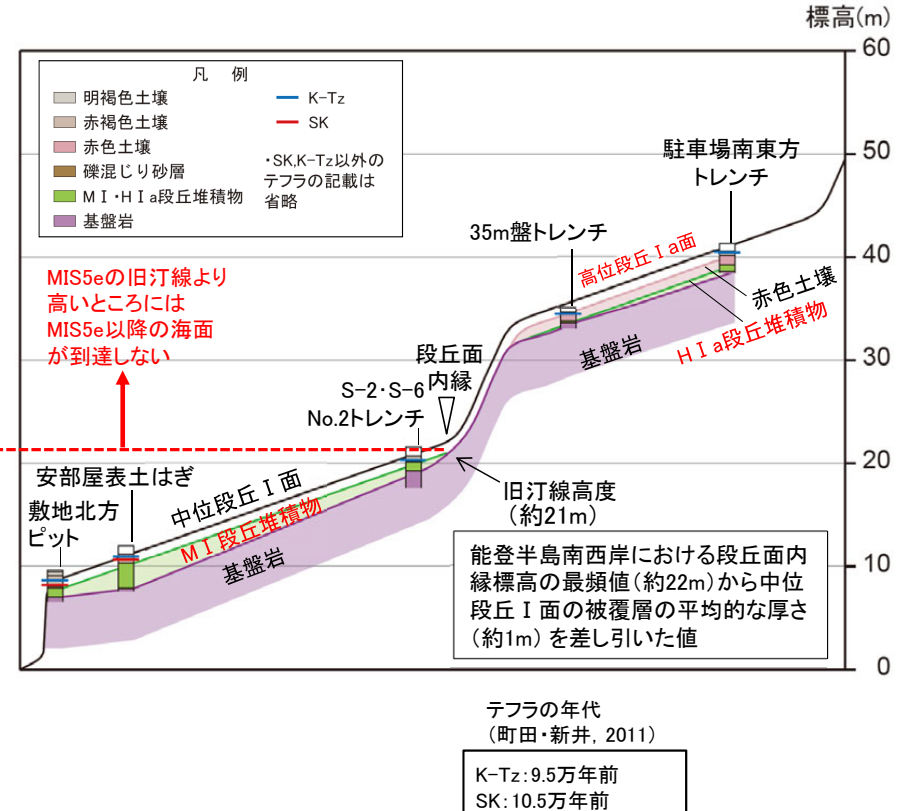 標高(m)
60
凡 例
明褐色土壌
赤褐色土壌
赤色土壌
礫混じり砂層
MⅠ・HⅠa段丘堆積物
基盤岩
K-Tz
SK
・SK,K-Tz以外の
テフラの記載は
省略
50
駐車場南東方
トレンチ
35m盤トレンチ
高位段丘Ⅰa面
40
赤色土壌
HⅠa段丘堆積物
基盤岩
MIS5eの旧汀線より
高いところには
MIS5e以降の海面
が到達しない
30
段丘面
内縁
S-2・S-6
No.2トレンチ
20
安部屋表土はぎ
敷地北方
ピット
中位段丘Ⅰ面
MⅠ段丘堆積物
基盤岩
旧汀線高度
(約21m)
10
能登半島南西岸における段丘面内
縁標高の最頻値(約22m)から中位
段丘Ⅰ面の被覆層の平均的な厚さ
(約1m)を差し引いた値
0
テフラの年代
(町田・新井, 2011)
K-Tz:9.5万年前
SK:10.5万年前